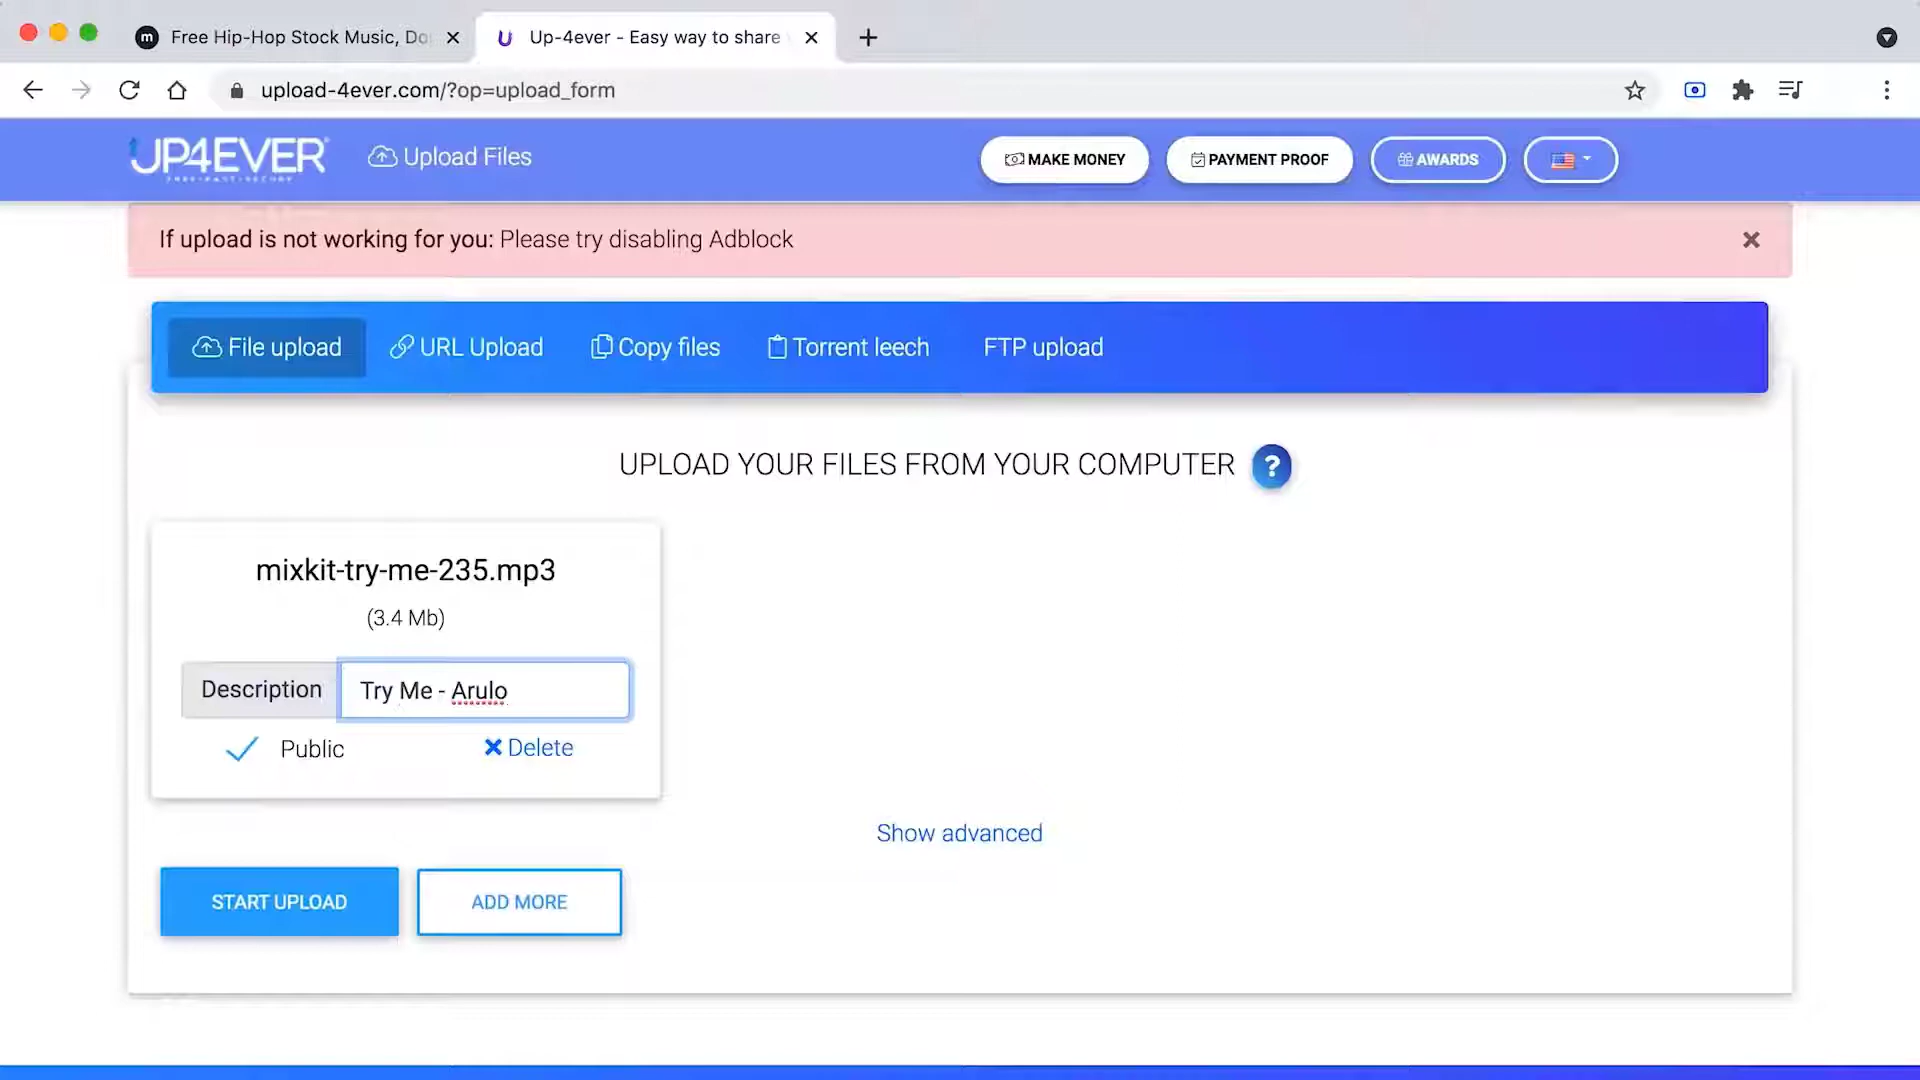 Free Hip-Hop Stock Music, Do
Up-4ever - Easy way to share
upload-4ever.com/?op=upload_form
UP4EVER
Upload Files
MAKE MONEY
PAYMENT PROOF
AWARDS
If upload is not working for you: Please try disabling Adblock
File upload
URL Upload
Copy files
Torrent leech
FTP upload
UPLOAD YOUR FILES FROM YOUR COMPUTER ?
mixkit-try-me-235.mp3
(3.4 Mb)
Description
Try Me - Arulo
Public
Delete
Show advanced
START UPLOAD
ADD MORE